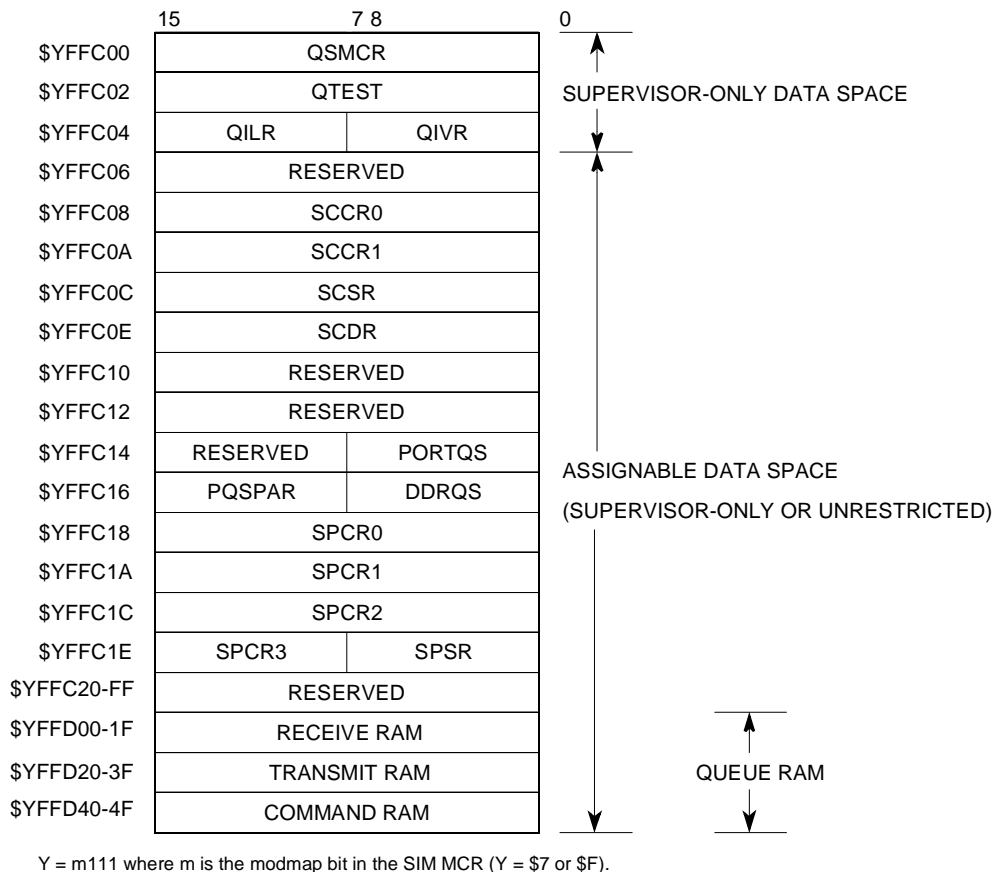 15 7 8 0
$YFFC00 QSMCR
$YFFC02 QTEST SUPERVISOR-ONLY DATA SPACE
$YFFC04 QILR QIVR
$YFFC06 RESERVED
$YFFC08 SCCR0
$YFFC0A SCCR1
$YFFC0C SCSR
$YFFC0E SCDR
$YFFC10 RESERVED
$YFFC12 RESERVED
$YFFC14 RESERVED PORTQS
ASSIGNABLE DATA SPACE
$YFFC16 PQSPAR DDRQS
(SUPERVISOR-ONLY OR UNRESTRICTED)
$YFFC18 SPCR0
$YFFC1A SPCR1
$YFFC1C SPCR2
$YFFC1E SPCR3 SPSR
$YFFC20-FF RESERVED
$YFFD00-1F RECEIVE RAM
$YFFD20-3F TRANSMIT RAM QUEUE RAM
$YFFD40-4F COMMAND RAM
Y = m111 where m is the modmap bit in the SIM MCR (Y = $7 or $F).